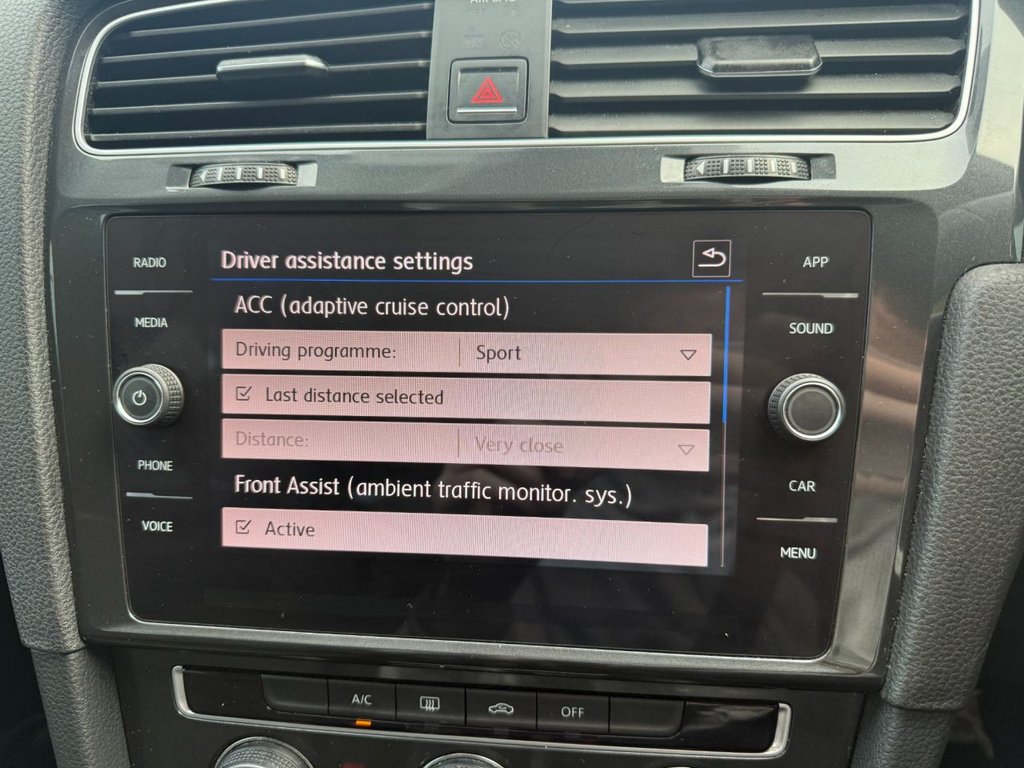 RADIO
MEDIA
PHONE
VOICE
Driver assistance settings
ACC (adaptive cruise control)
Driving programme: Sport
Last distance selected
Distance: Very close
Front Assist (ambient traffic monitor. sys.)
Active
APP
SOUND
CAR
MENU
A/C
OFF